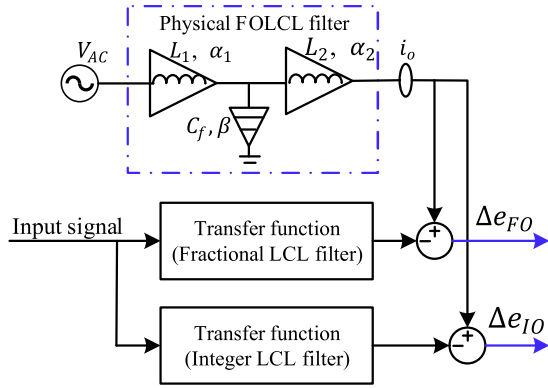 Physical FOLCL filter
V_AC
L_1, α_1
L_2, α_2
i_o
C_f, β
Input signal
Transfer function
(Fractional LCL filter)
− +
Δe_FO
Transfer function
(Integer LCL filter)
− +
Δe_IO